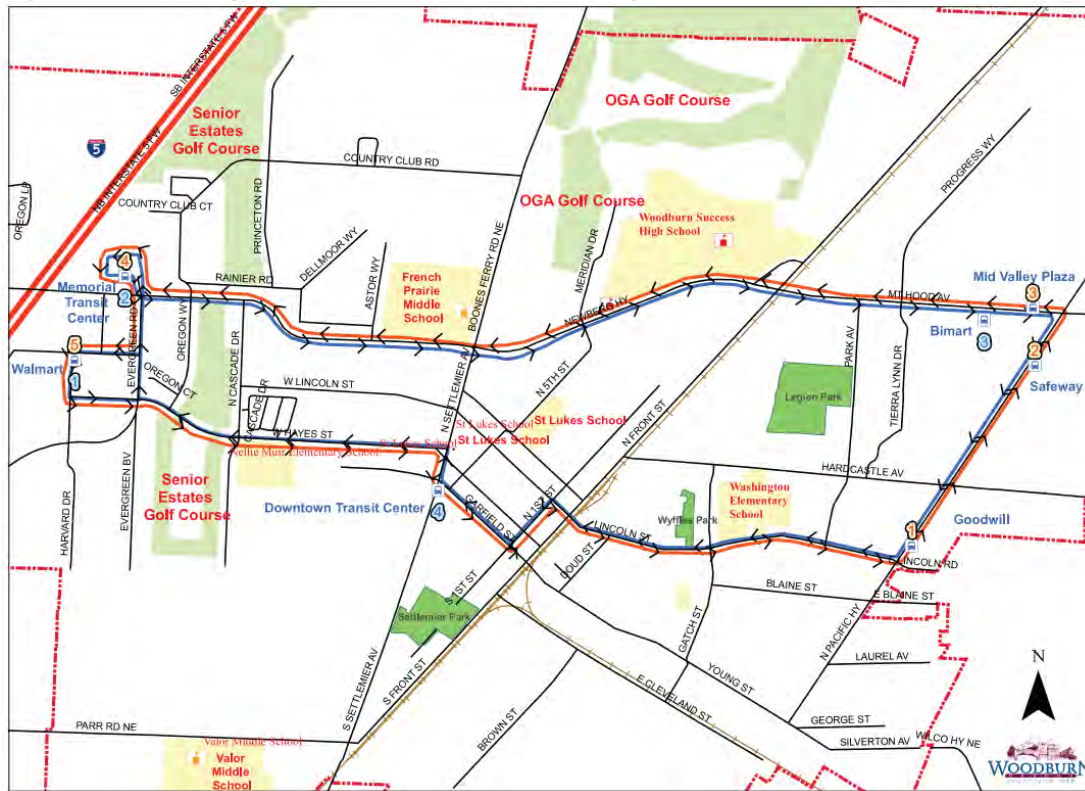 SB INTERSTATE 5 FW
NB INTERSTATE 5 FW
5
OREGON LP
Senior
Estates
Golf Course
PRINCETON RD
COUNTRY CLUB RD
COUNTRY CLUB CT
OGA Golf Course
OGA Golf Course
Woodburn Success
High School
PROGRESS WY
MERIDIAN DR
BOONES FERRY RD NE
DELLMOOR WY
ASTOR WY
RAINIER RD
French
Prairie
Middle
School
4
Memorial
Transit
Center
2
NEWBERG HY
MT HOOD AV
Mid Valley Plaza
3
Bimart
3
2
Safeway
5
Walmart
1
EVERGREEN RD
OREGON WY
OREGON CT
N CASCADE DR
CASCADE DR
W LINCOLN ST
W HAYES ST
N SETTLEMIER AV
N 5TH ST
St Lukes School
St Lukes School
St Lukes School
Nellie Muir Elementary School
N FRONT ST
PARK AV
TIERRA LYNN DR
Legion Park
HARDCASTLE AV
HARVARD DR
EVERGREEN BV
Senior
Estates
Golf Course
Downtown Transit Center
4
GARFIELD ST
N 1ST ST
LINCOLN ST
Wyffles Park
Washington
Elementary
School
1
Goodwill
LINCOLN RD
DOUD ST
S 1ST ST
BLAINE ST
E BLAINE ST
Settlemier Park
GATCH ST
N PACIFIC HY
LAUREL AV
S FRONT ST
S SETTLEMIER AV
YOUNG ST
E CLEVELAND ST
BROWN ST
GEORGE ST
SILVERTON AV
WILCO HY NE
PARR RD NE
Valor Middle School
Valor
Middle
School
N
WOODBURN